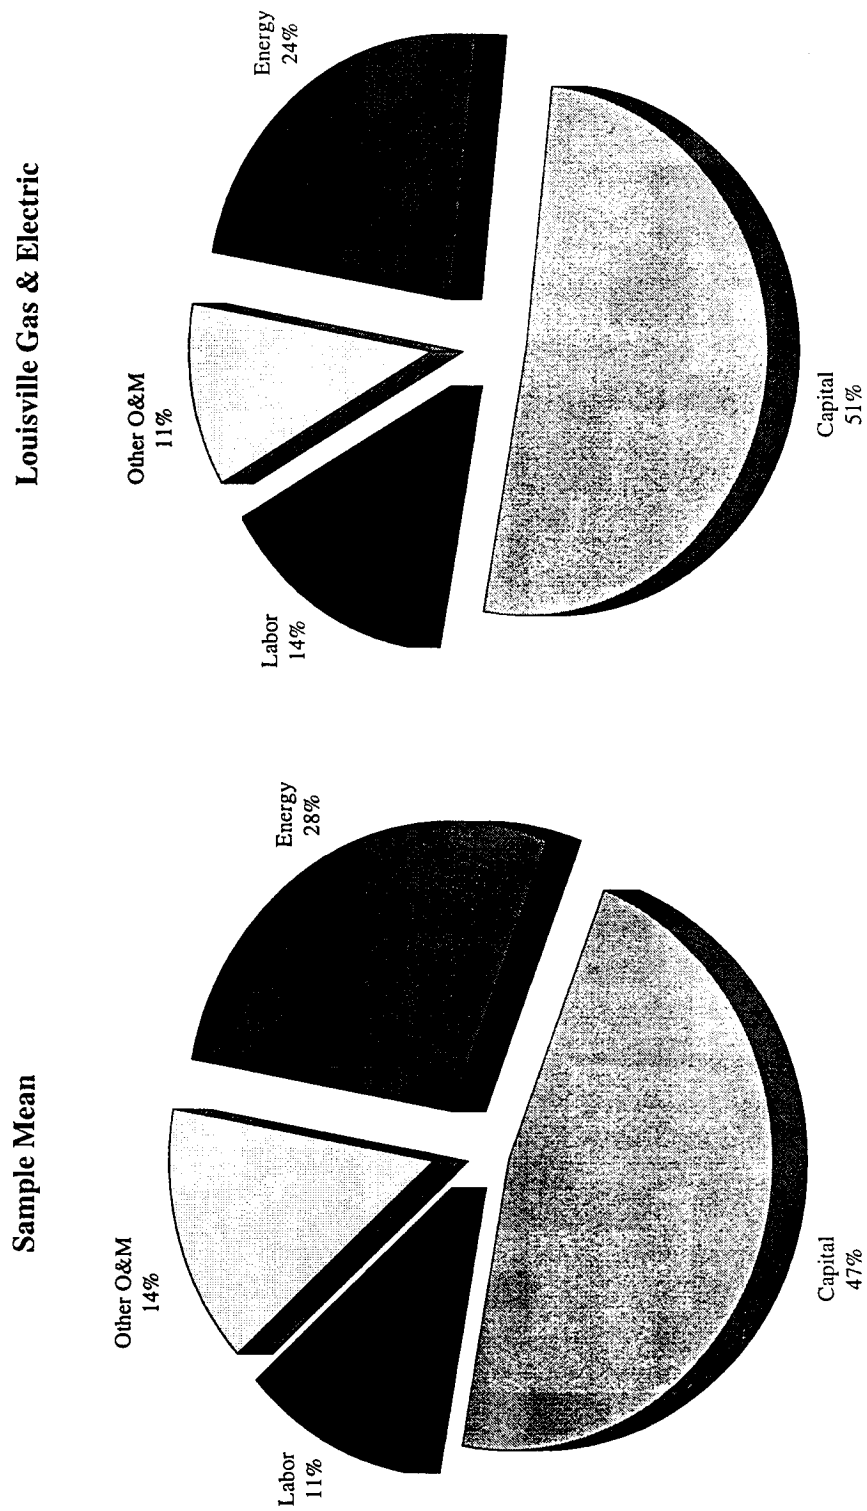 Sample Mean
Other O&M
14%
Labor
11%
Energy
28%
Capital
47%
Louisville Gas & Electric
Other O&M
11%
Labor
14%
Energy
24%
Capital
51%